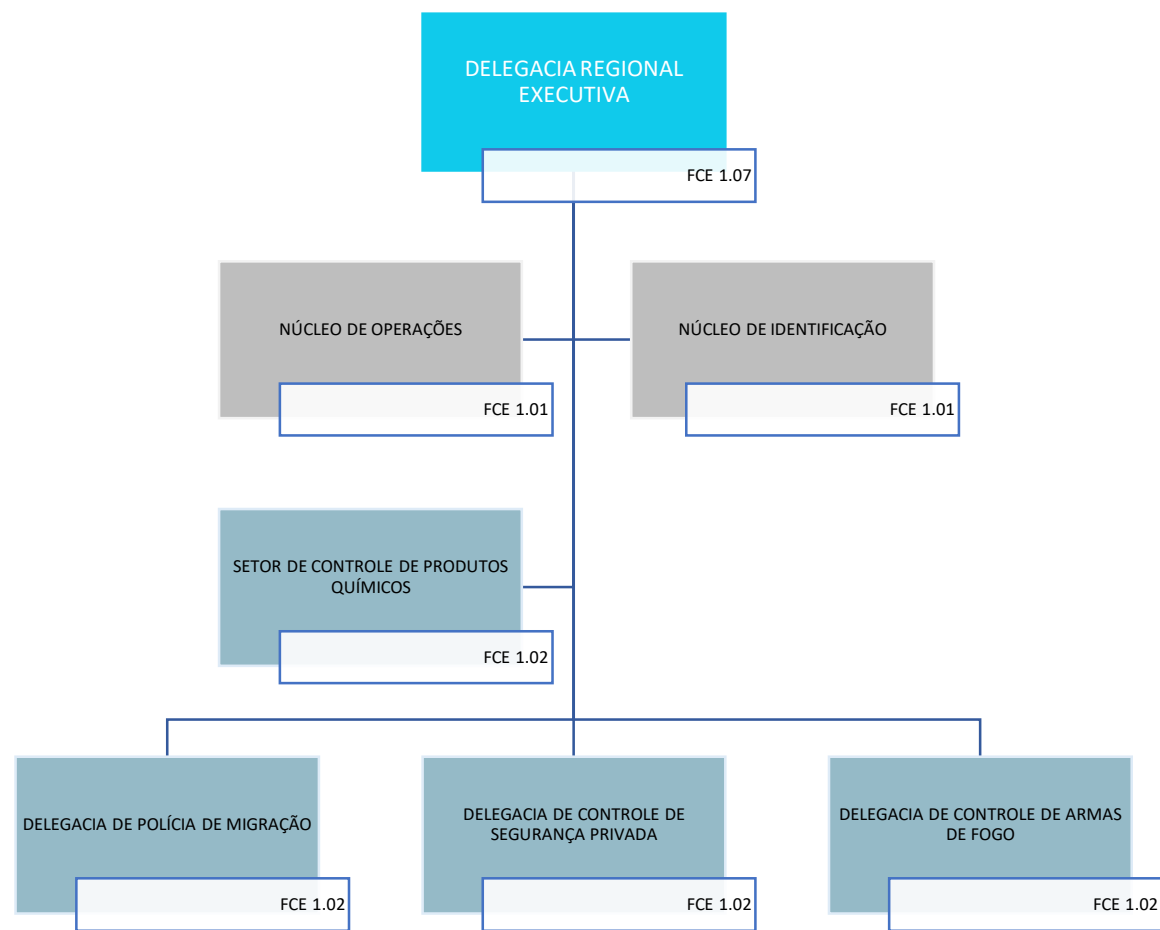 DELEGACIA REGIONAL
EXECUTIVA
FCE 1.07
NÚCLEO DE OPERAÇÕES
FCE 1.01
NÚCLEO DE IDENTIFICAÇÃO
FCE 1.01
SETOR DE CONTROLE DE PRODUTOS
QUÍMICOS
FCE 1.02
DELEGACIA DE POLÍCIA DE MIGRAÇÃO
FCE 1.02
DELEGACIA DE CONTROLE DE
SEGURANÇA PRIVADA
FCE 1.02
DELEGACIA DE CONTROLE DE ARMAS
DE FOGO
FCE 1.02